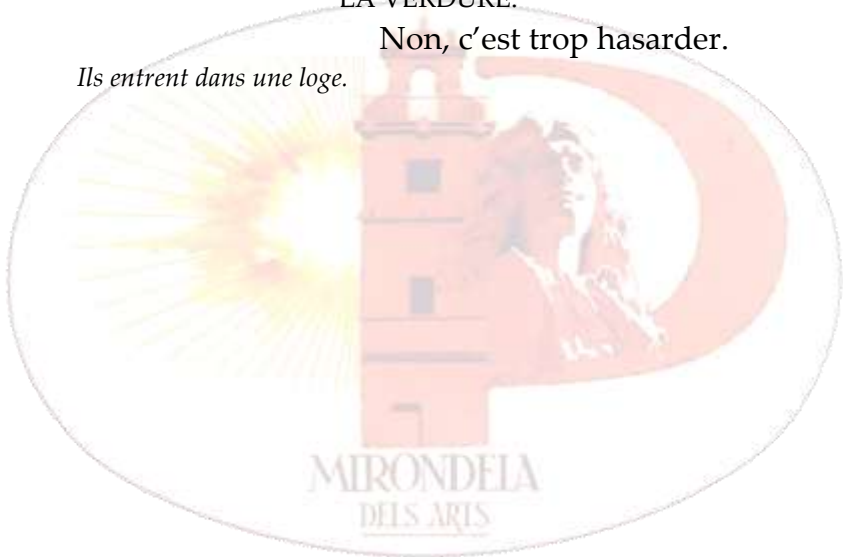 LA VERDURE.
Non, c’est trop hasarder.
Ils entrent dans une loge.
MIRONDELA
DELS ARTS